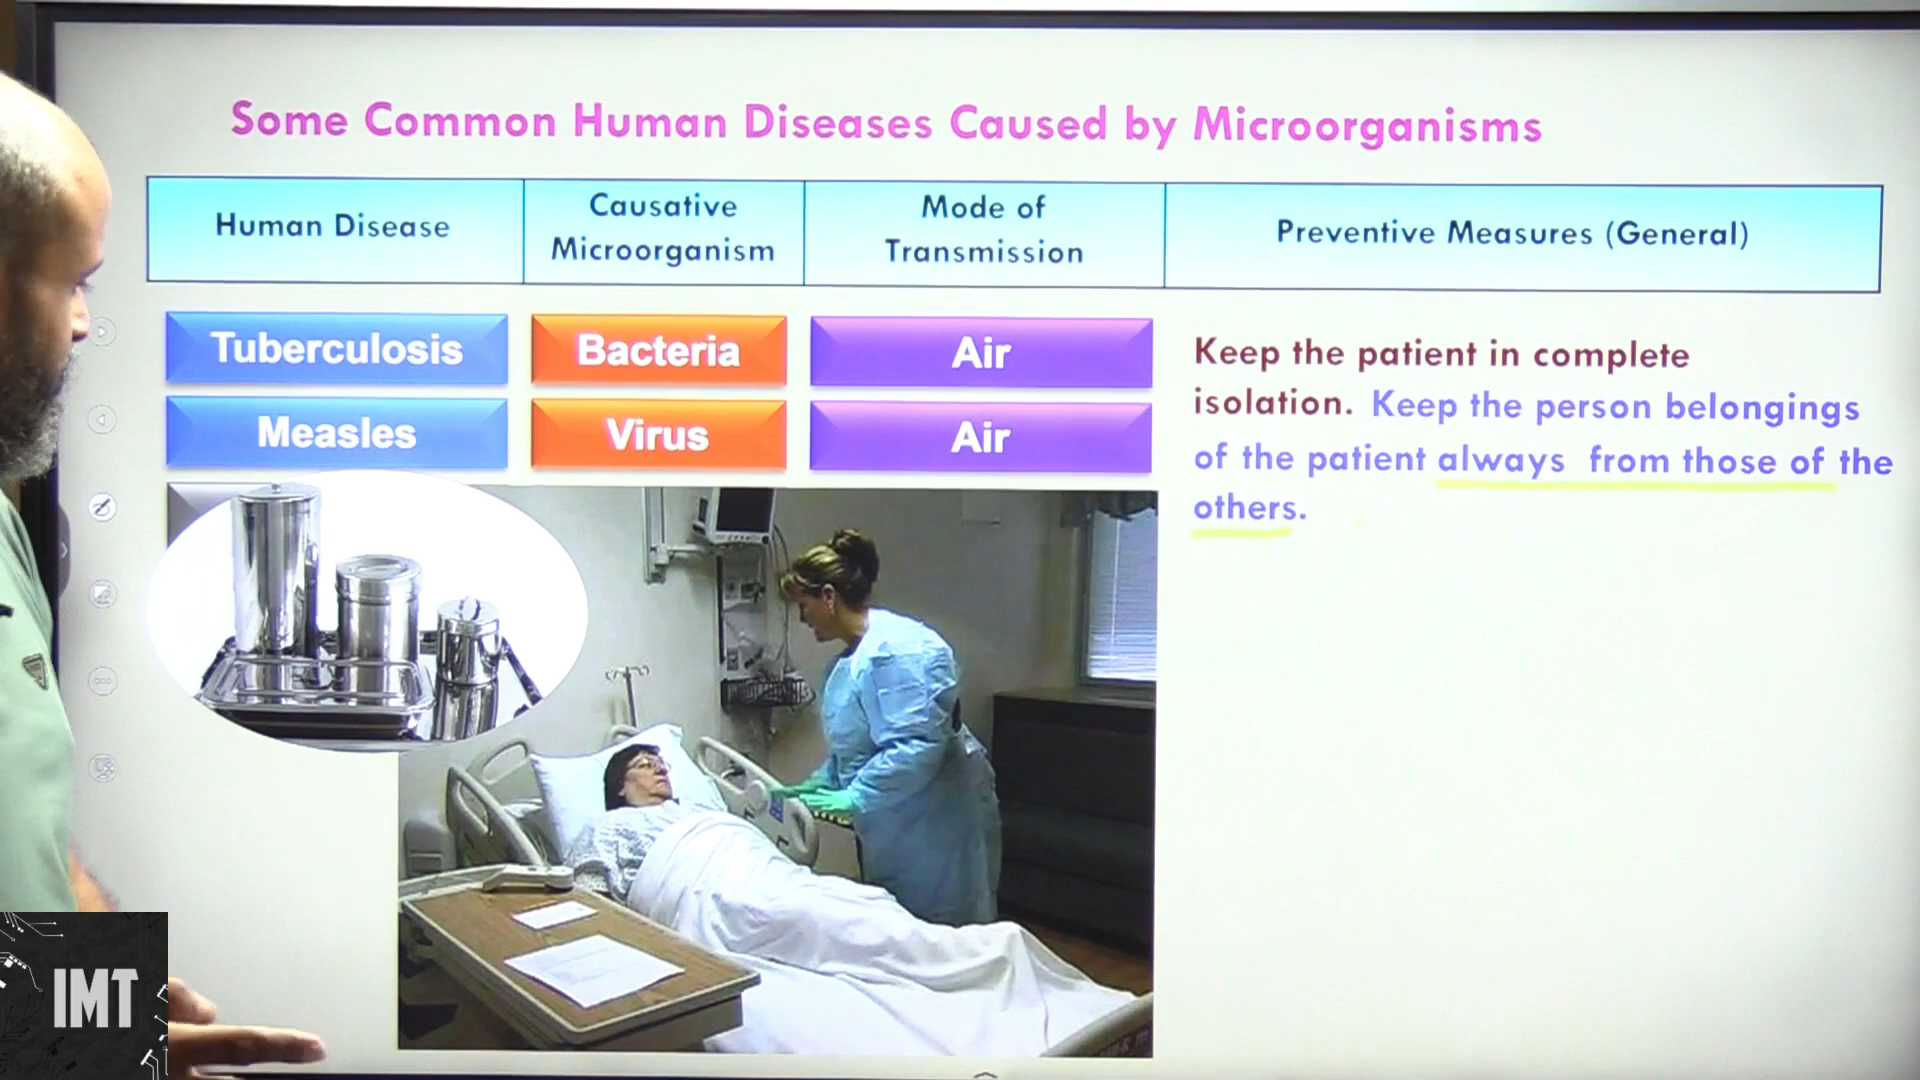 Some Common Human Diseases Caused by Microorganisms
Human Disease
Causative
Microorganism
Mode of
Transmission
Preventive Measures (General)
Tuberculosis
Bacteria
Air
Measles
Virus
Air
Keep the patient in complete
isolation. Keep the person belongings
of the patient always from those of the
others.
IMT